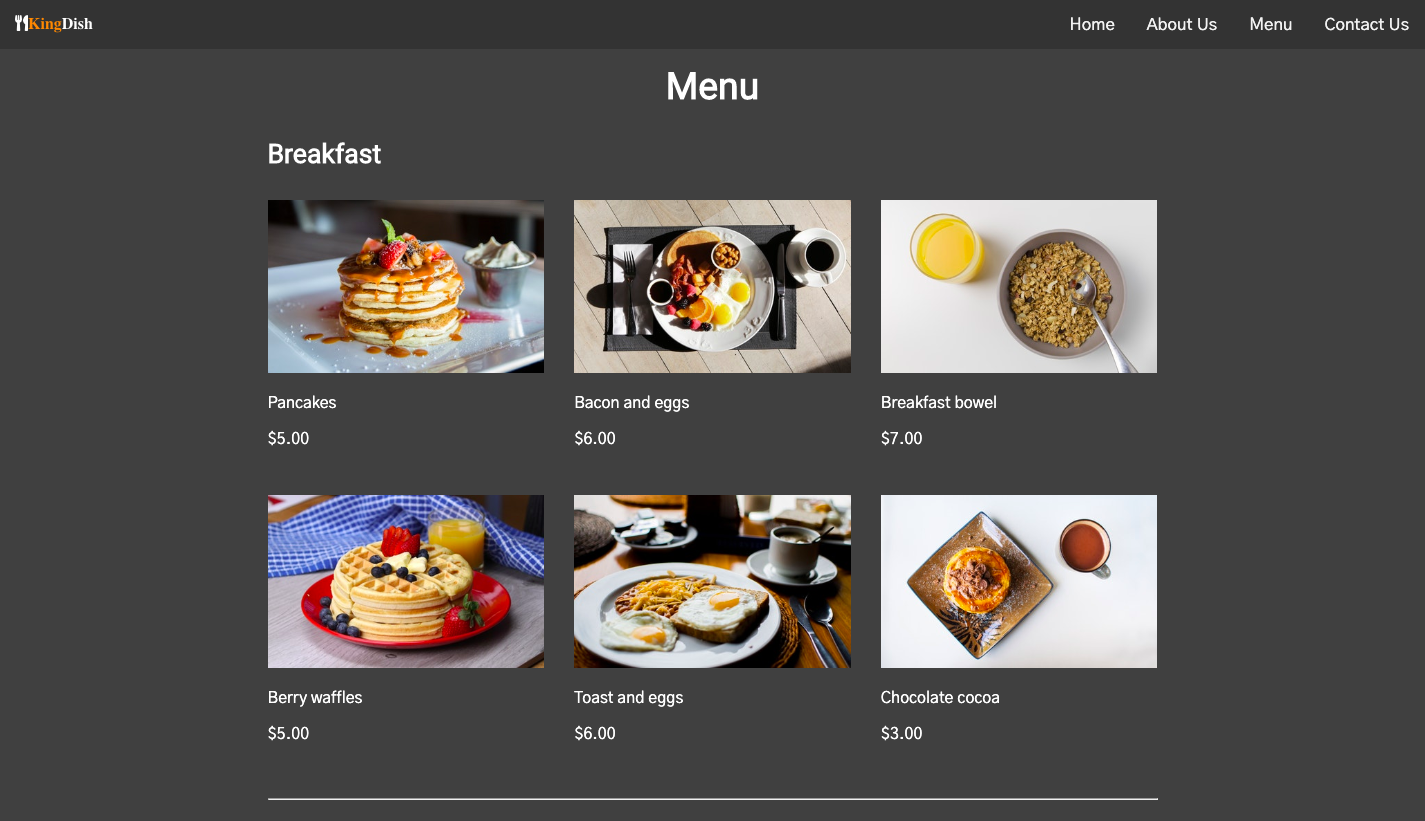 KingDish
Home About Us Menu Contact Us
Menu
Breakfast
Pancakes
$5.00
Bacon and eggs
$6.00
Breakfast bowel
$7.00
Berry waffles
$5.00
Toast and eggs
$6.00
Chocolate cocoa
$3.00